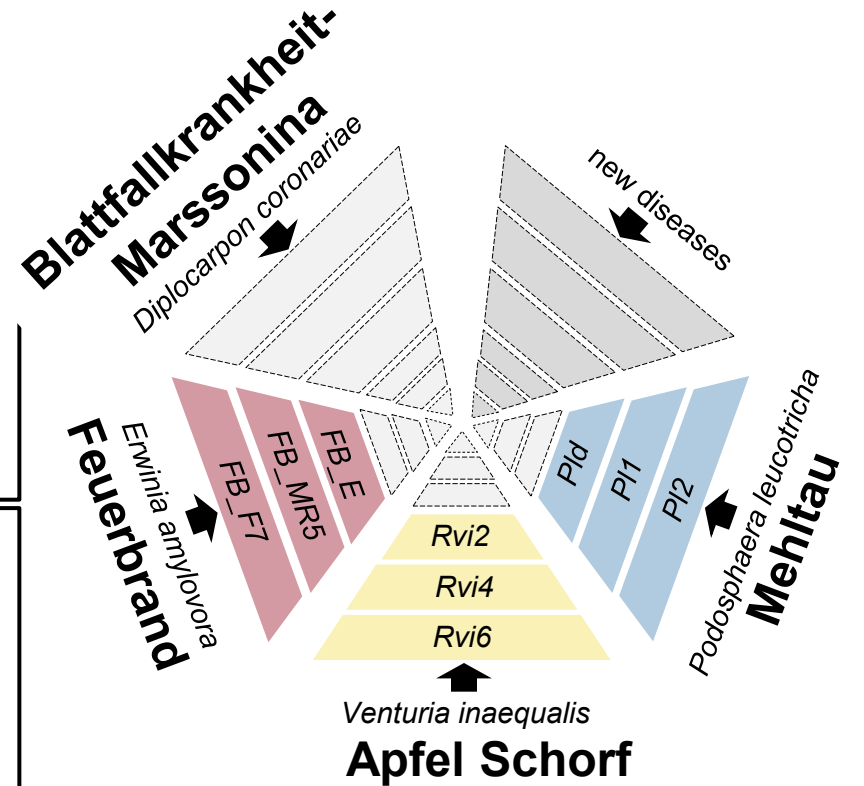 Blattfallkrankheit-
Marssonina
Diplocarpon coronariae
new diseases
Feuerbrand
Erwinia amylovora
FB_F7
FB_MR5
FB_E
Pld
Pl1
Pl2
Podosphaera leucotricha
Mehltau
Rvi2
Rvi4
Rvi6
Venturia inaequalis
Apfel Schorf